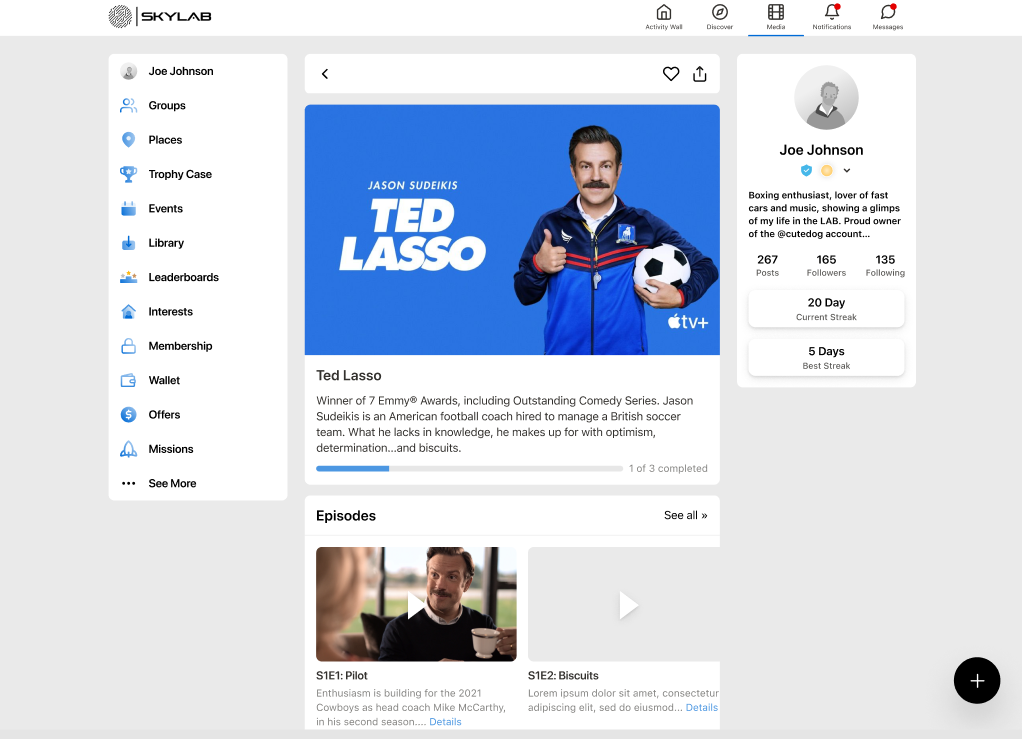 SKYLAB
Activity Wall
Discover
Media
Notifications
Messages
Joe Johnson
Groups
Places
Trophy Case
Events
Library
Leaderboards
Interests
Membership
Wallet
Offers
Missions
See More
JASON SUDEIKIS
TED
LASSO
tv+
Ted Lasso
Winner of 7 Emmy® Awards, including Outstanding Comedy Series. Jason
Sudeikis is an American football coach hired to manage a British soccer
team. What he lacks in knowledge, he makes up for with optimism,
determination...and biscuits.
1 of 3 completed
Episodes
See all »
S1E1: Pilot
Enthusiasm is building for the 2021
Cowboys as head coach Mike McCarthy,
in his second season.... Details
S1E2: Biscuits
Lorem ipsum dolor sit amet, consectetur
adipiscing elit, sed do eiusmod... Details
Joe Johnson
Boxing enthusiast, lover of fast
cars and music, showing a glimps
of my life in the LAB. Proud owner
of the @cutedog account...
267
Posts
165
Followers
135
Following
20 Day
Current Streak
5 Days
Best Streak